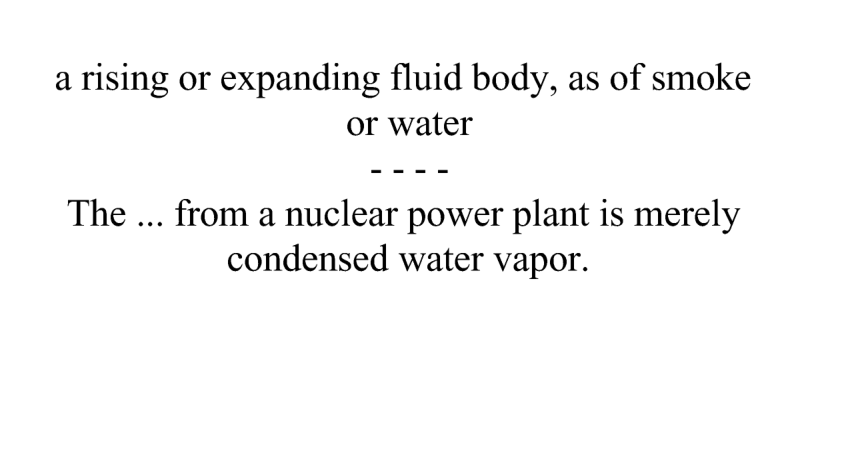 a rising or expanding fluid body, as of smoke
or water
- - - -
The ... from a nuclear power plant is merely
condensed water vapor.